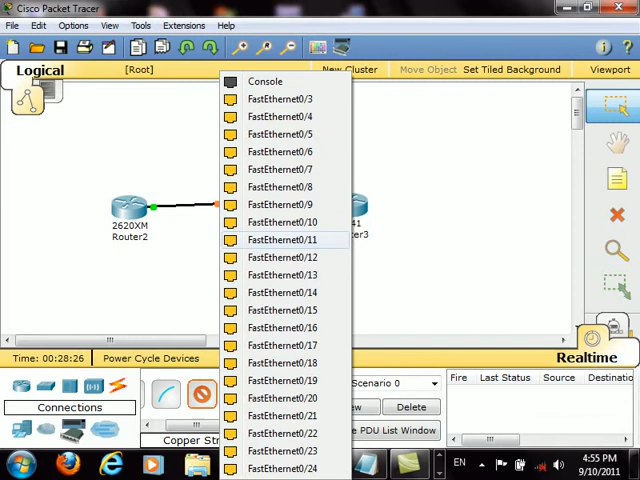 Cisco Packet Tracer
File Edit Options View Tools Extensions Help
Logical [Root] New Cluster Move Object Set Tiled Background Viewport
Console
FastEthernet0/3
FastEthernet0/4
FastEthernet0/5
FastEthernet0/6
FastEthernet0/7
FastEthernet0/8
FastEthernet0/9
FastEthernet0/10
FastEthernet0/11
FastEthernet0/12
FastEthernet0/13
FastEthernet0/14
FastEthernet0/15
FastEthernet0/16
FastEthernet0/17
FastEthernet0/18
FastEthernet0/19
FastEthernet0/20
FastEthernet0/21
FastEthernet0/22
FastEthernet0/23
FastEthernet0/24
2620XM
Router2
41
ter3
Time: 00:28:26 Power Cycle Devices Realtime
Connections
Copper Str
Scenario 0
ew Delete
e PDU List Window
Fire Last Status Source Destinatio
EN 4:55 PM
9/10/2011